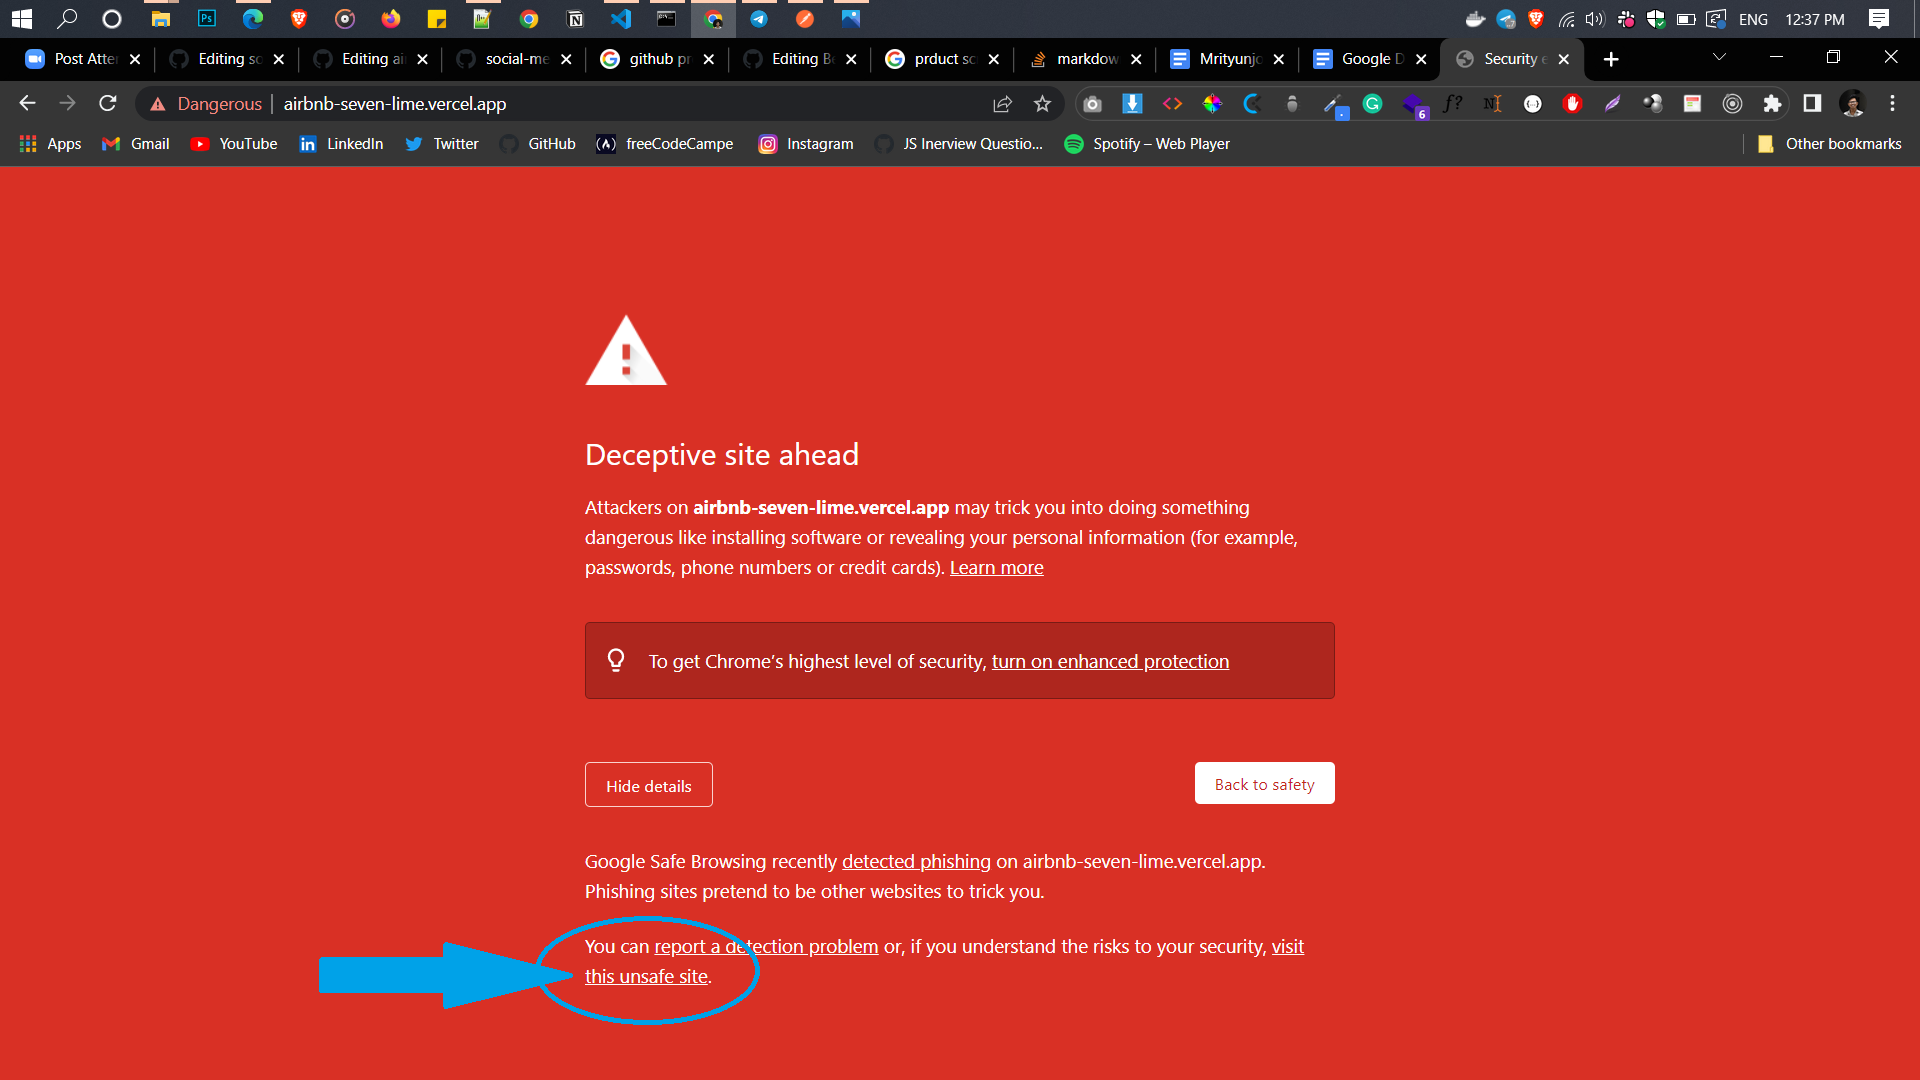 Ps
ENG 12:37 PM
Post Atte
Editing so
Editing ai
social-me
github pr
Editing Be
prduct scr
markdow
Mrityunjo
Google D
Security e
Dangerous airbnb-seven-lime.vercel.app
f? 6
Apps Gmail YouTube LinkedIn Twitter GitHub freeCodeCampe Instagram JS Inerview Questio... Spotify – Web Player Other bookmarks
Deceptive site ahead
Attackers on airbnb-seven-lime.vercel.app may trick you into doing something
dangerous like installing software or revealing your personal information (for example,
passwords, phone numbers or credit cards). Learn more
To get Chrome’s highest level of security, turn on enhanced protection
Hide details
Back to safety
Google Safe Browsing recently detected phishing on airbnb-seven-lime.vercel.app.
Phishing sites pretend to be other websites to trick you.
You can report a detection problem or, if you understand the risks to your security, visit
this unsafe site.